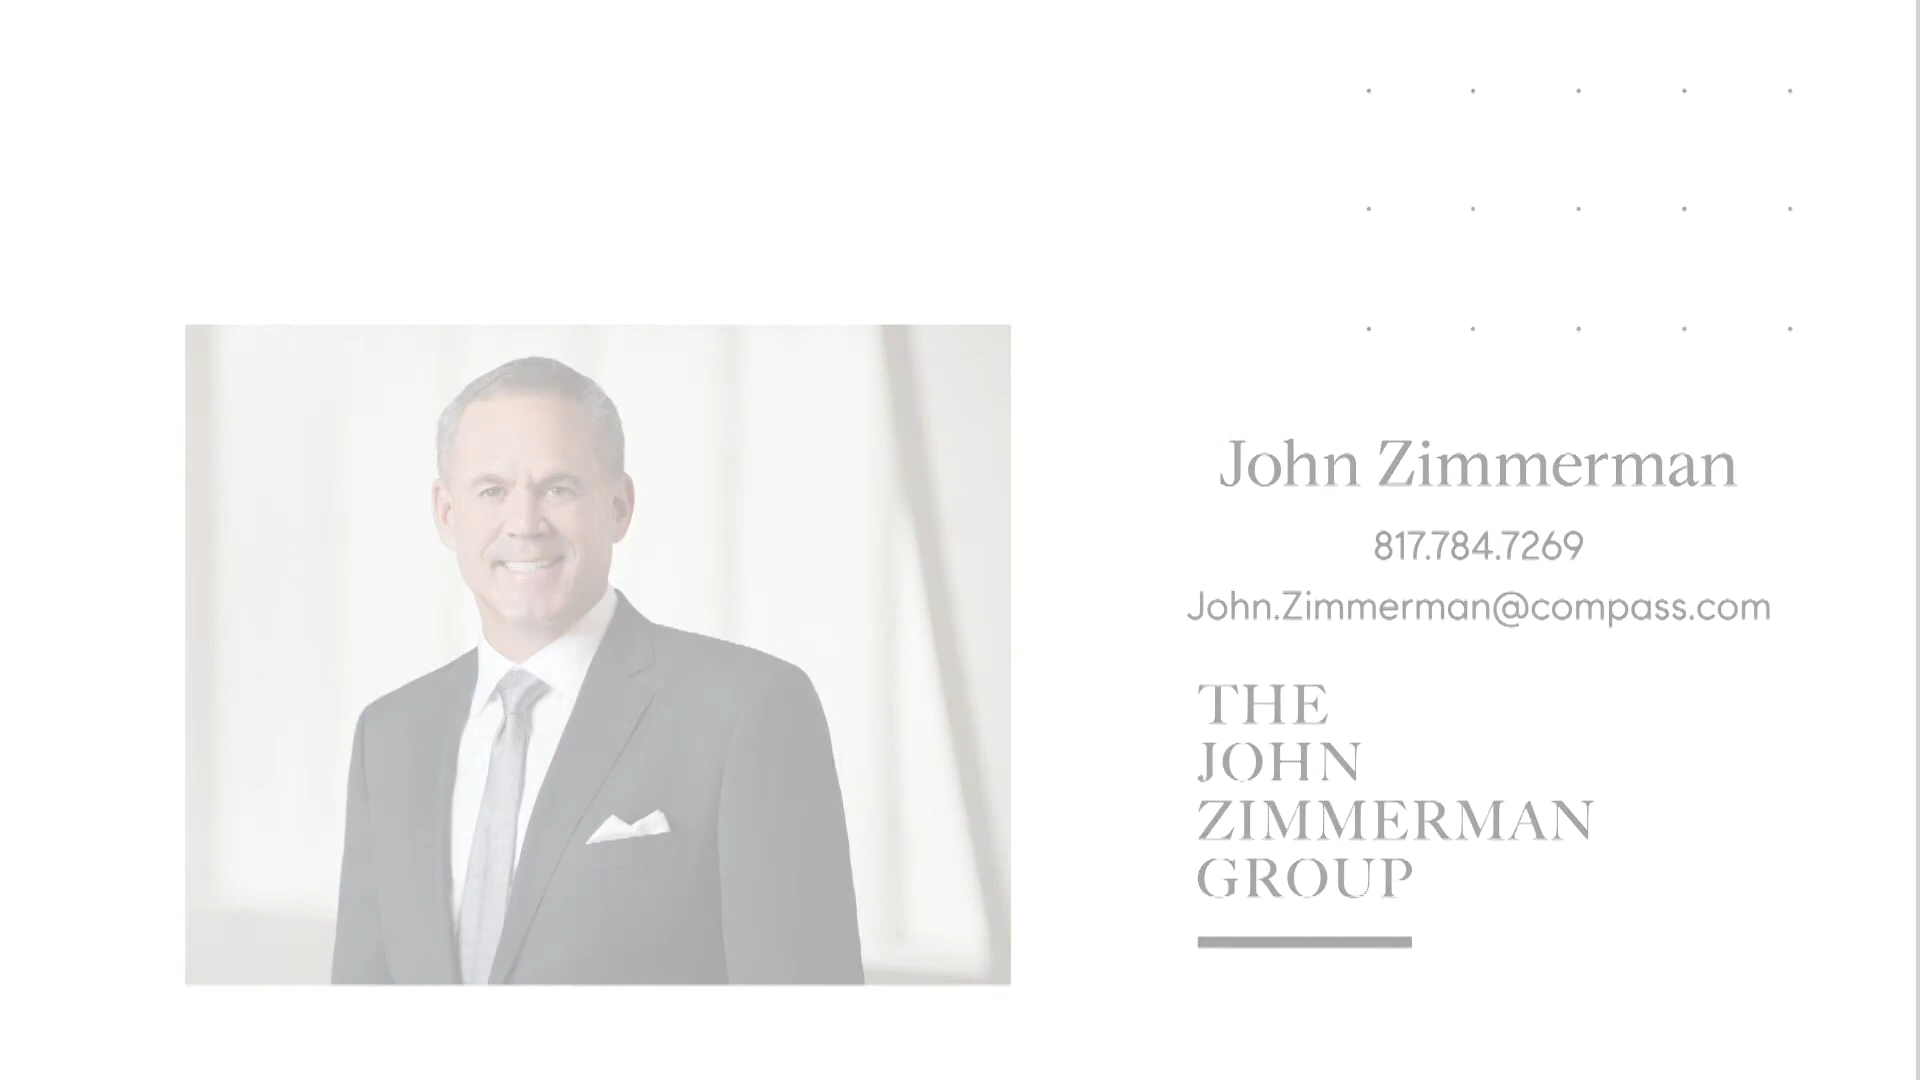 John Zimmerman
817.784.7269
John.Zimmerman@compass.com
THE
JOHN
ZIMMERMAN
GROUP